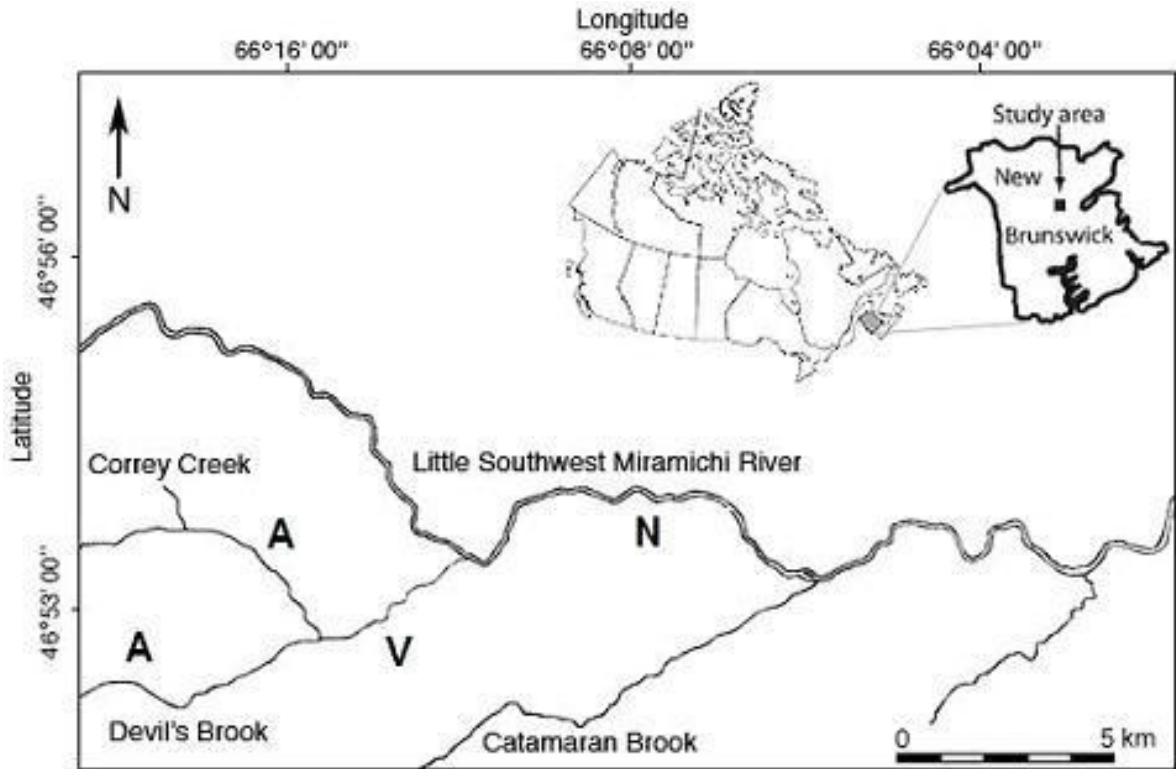 Longitude
66°16' 00" 66°08' 00" 66°04' 00"
N
Study area
New
Brunswick
46°56' 00"
Latitude
Correy Creek
Little Southwest Miramichi River
A
N
46°53' 00"
A
V
Devil's Brook
Catamaran Brook
0 5 km